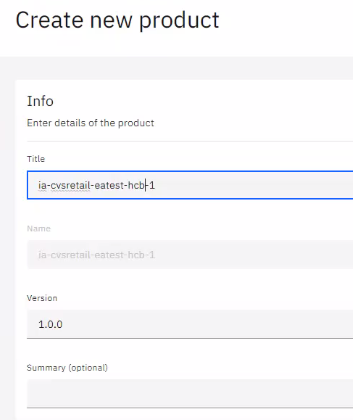 Create new product
Info
Enter details of the product
Title
ia-cvsretail-eatest-hcb-1
Name
ia-cvsretail-eatest-hcb-1
Version
1.0.0
Summary (optional)